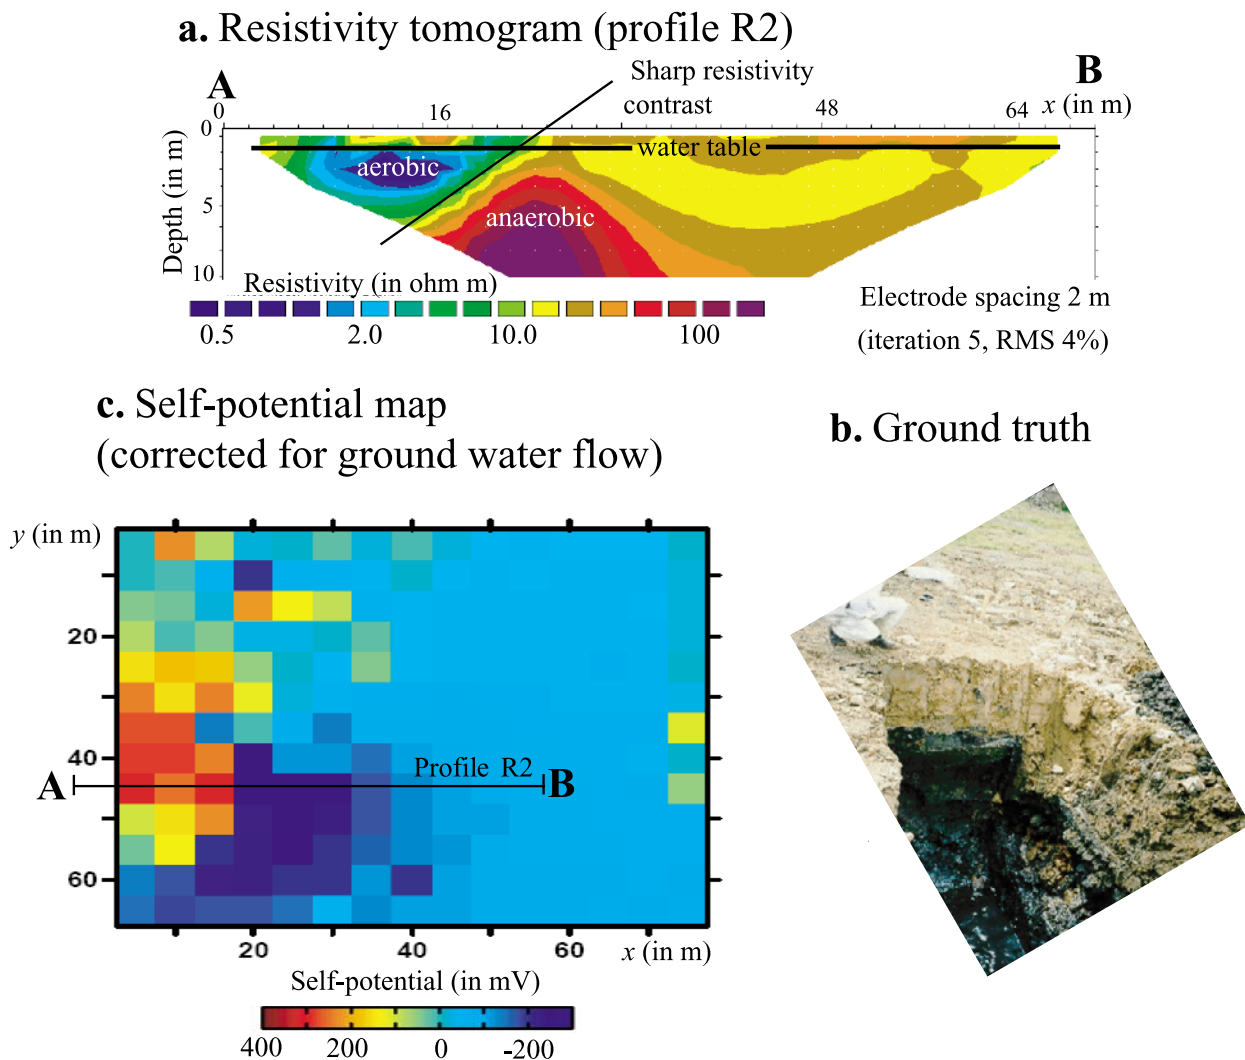 a. Resistivity tomogram (profile R2)
Sharp resistivity
contrast
A
B
0
16
48
64
x (in m)
0
5
10
Depth (in m)
water table
aerobic
anaerobic
Resistivity (in ohm m)
0.5
2.0
10.0
100
Electrode spacing 2 m
(iteration 5, RMS 4%)
c. Self-potential map
(corrected for ground water flow)
b. Ground truth
y (in m)
20
40
60
A
Profile R2
B
20
40
60
x (in m)
Self-potential (in mV)
400
200
0
-200